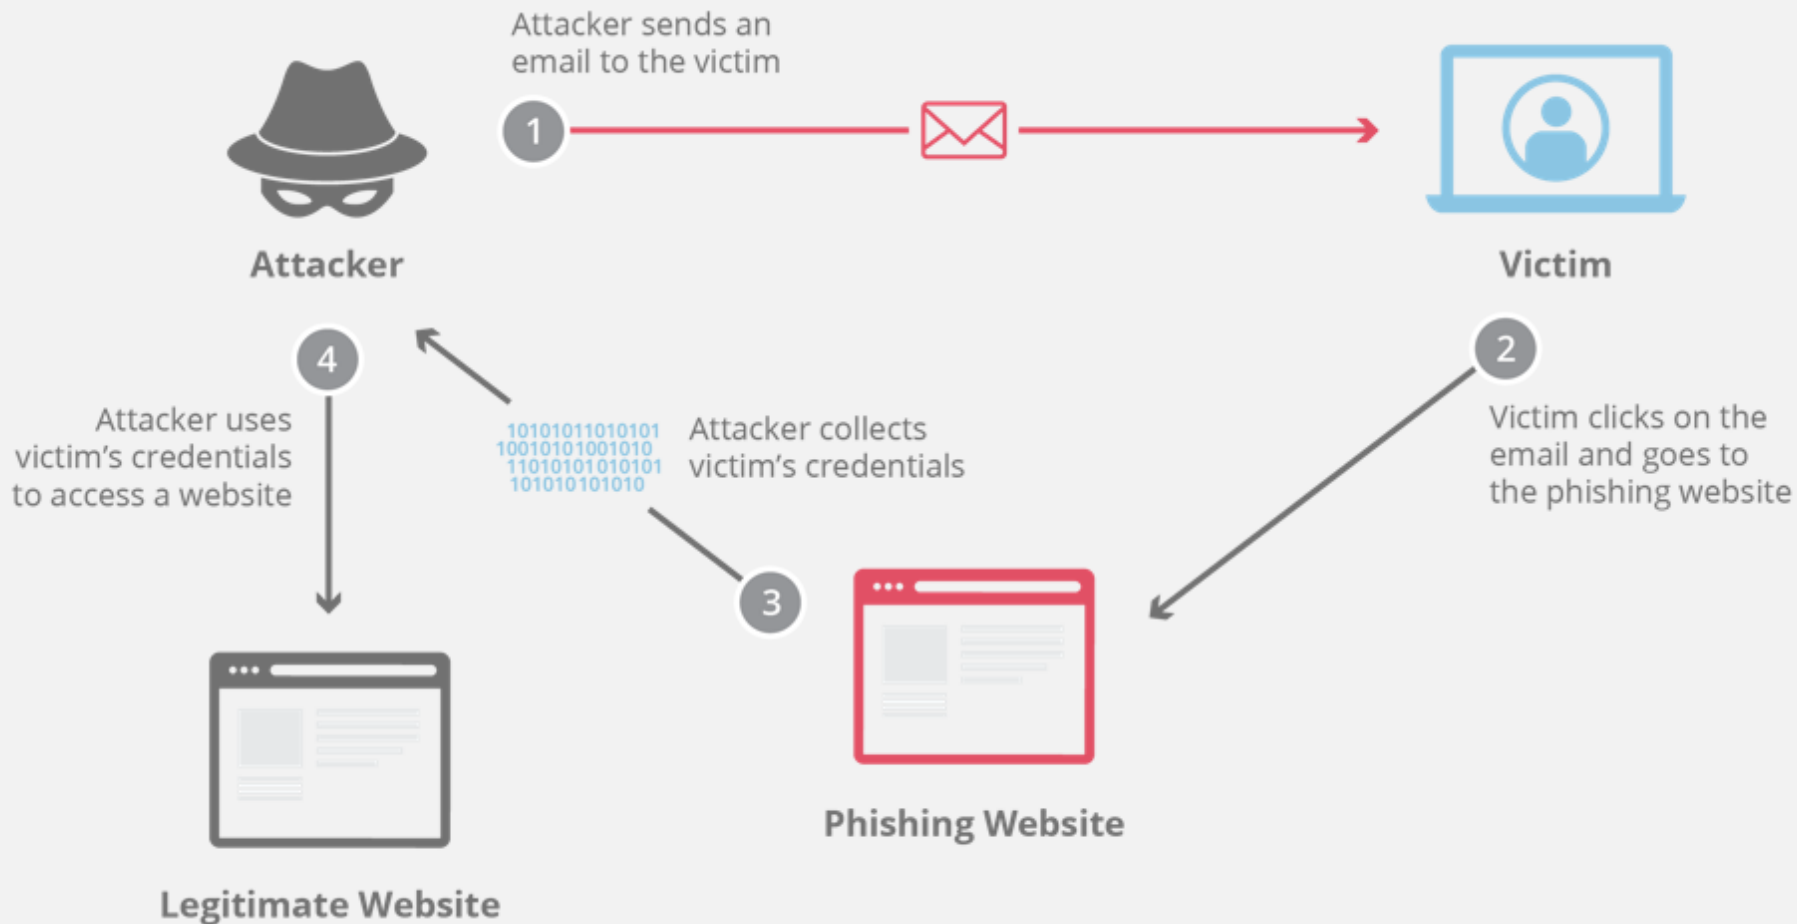 Attacker sends an
email to the victim
1
Attacker
Victim
4
2
Attacker uses
victim's credentials
to access a website
10101011010101
10010101001010
11010101010101
101010101010
Attacker collects
victim's credentials
Victim clicks on the
email and goes to
the phishing website
3
Phishing Website
Legitimate Website